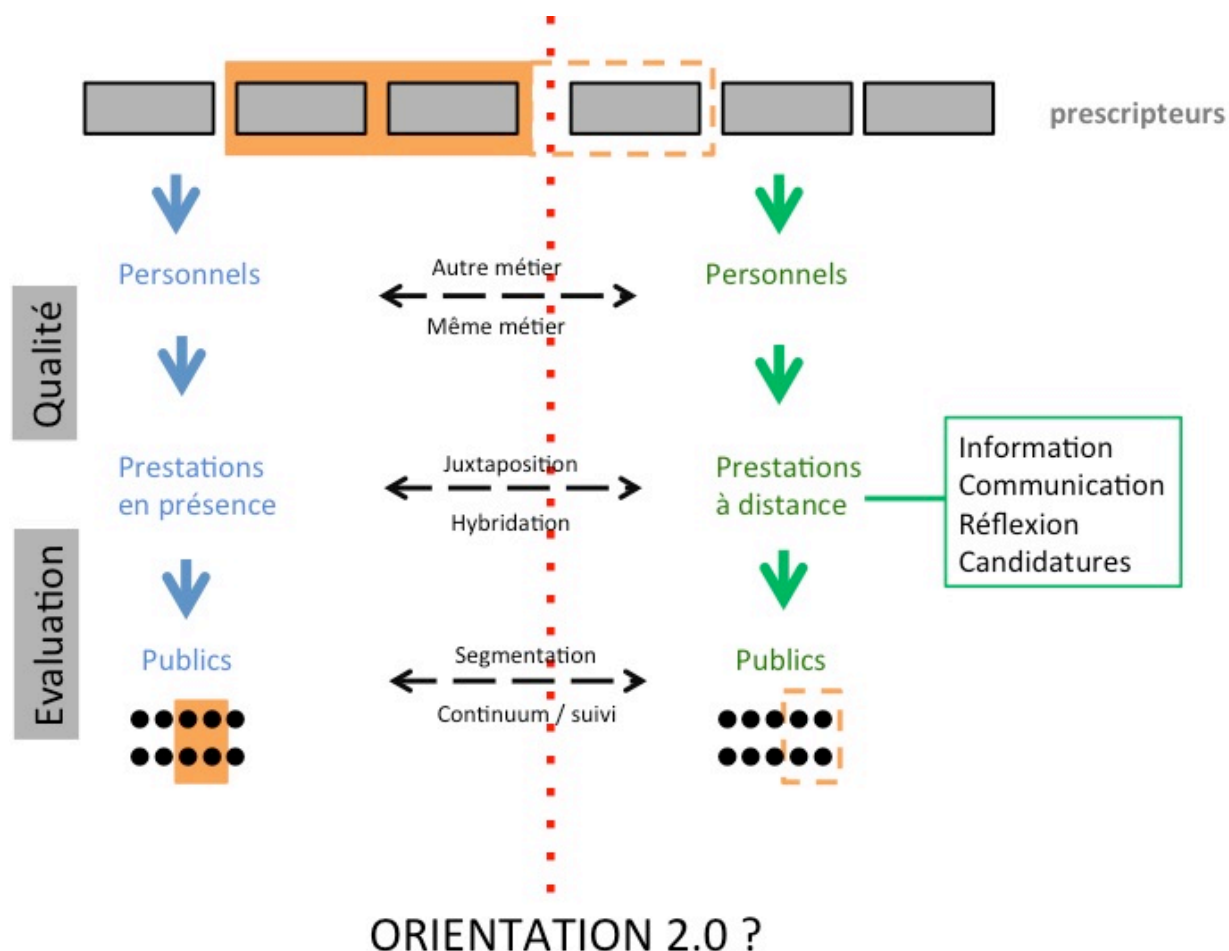 prescripteurs
Personnels
Autre métier
Même métier
Personnels
Qualité
Prestations
en présence
Juxtaposition
Hybridation
Prestations
à distance
Information
Communication
Réflexion
Candidatures
Evaluation
Publics
Segmentation
Continuum / suivi
Publics
ORIENTATION 2.0 ?